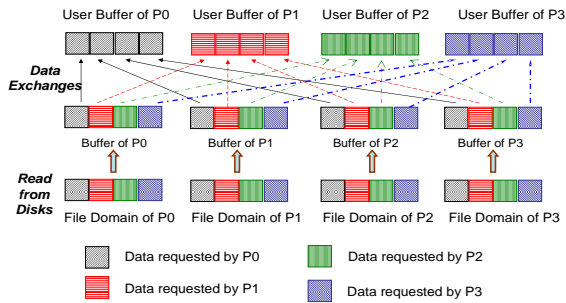 User Buffer of P0 User Buffer of P1 User Buffer of P2 User Buffer of P3
Data
Exchanges
Buffer of P0 Buffer of P1 Buffer of P2 Buffer of P3
Read
from
Disks
File Domain of P0 File Domain of P1 File Domain of P2 File Domain of P3
Data requested by P0 Data requested by P2
Data requested by P1 Data requested by P3